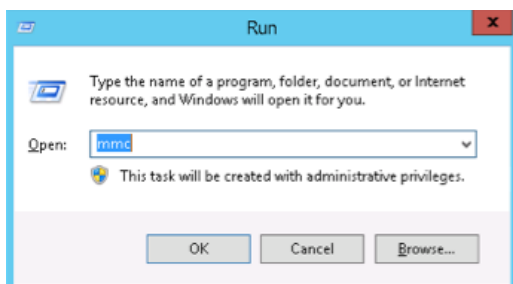 Run
x
Type the name of a program, folder, document, or Internet
resource, and Windows will open it for you.
Open:
mmc
This task will be created with administrative privileges.
OK
Cancel
Browse...